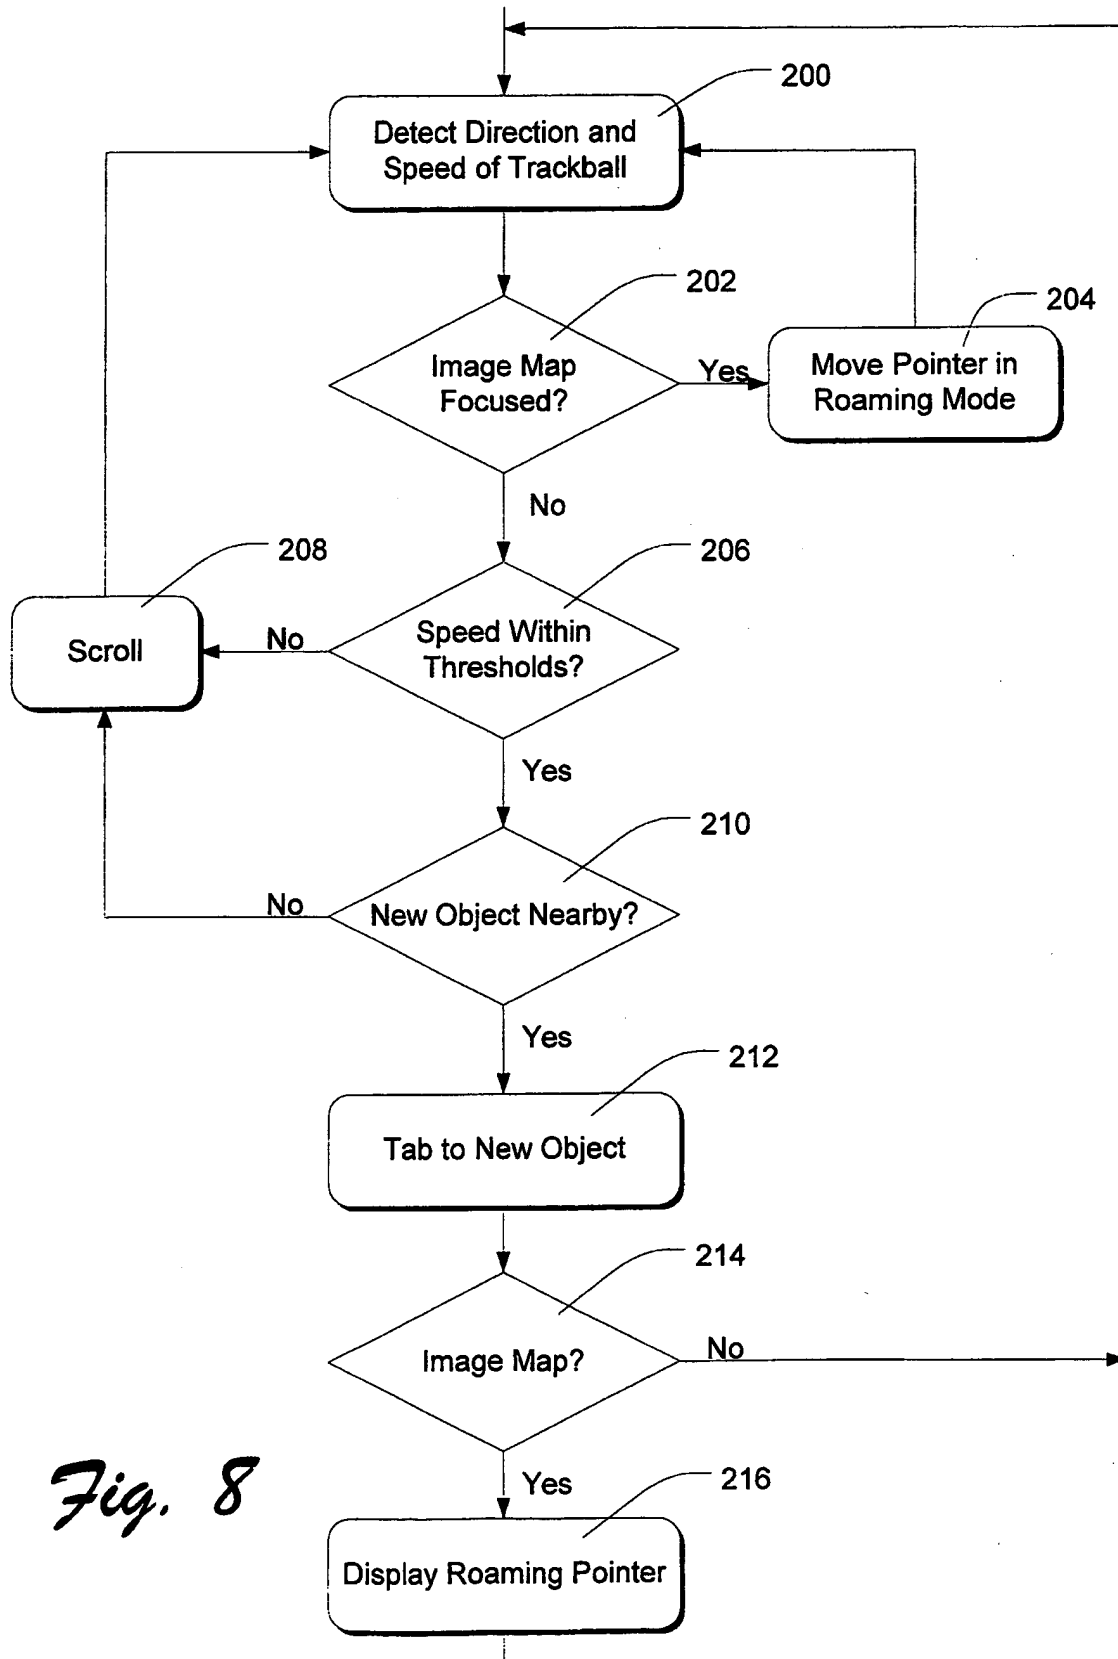 200
Detect Direction and
Speed of Trackball
202
Image Map
Focused?
Yes
204
Move Pointer in
Roaming Mode
No
206
Speed Within
Thresholds?
No
208
Scroll
Yes
210
New Object Nearby?
No
Yes
212
Tab to New Object
214
Image Map?
No
Yes
216
Display Roaming Pointer
Fig. 8